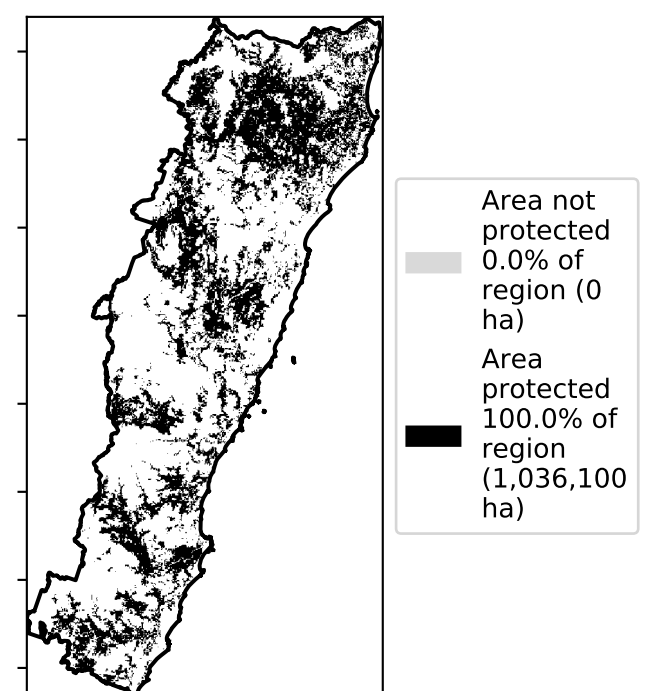 Area not
protected
0.0% of
region (0
ha)
Area
protected
100.0% of
region
(1,036,100
ha)